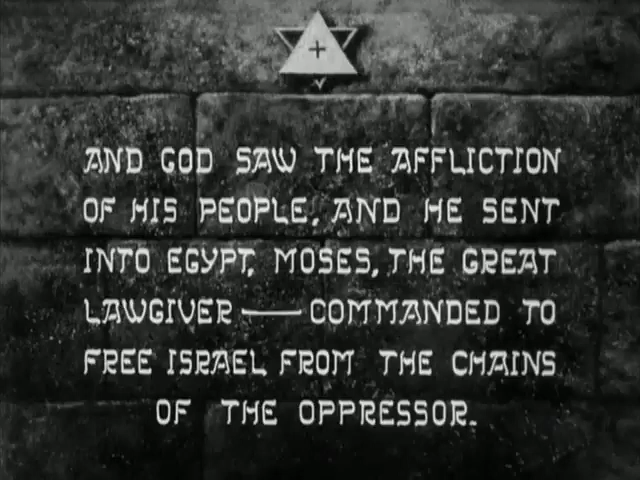 AND GOD SAW THE AFFLICTION
OF HIS PEOPLE, AND HE SENT
INTO EGYPT, MOSES, THE GREAT
LAWGIVER — COMMANDED TO
FREE ISRAEL FROM THE CHAINS
OF THE OPPRESSOR.